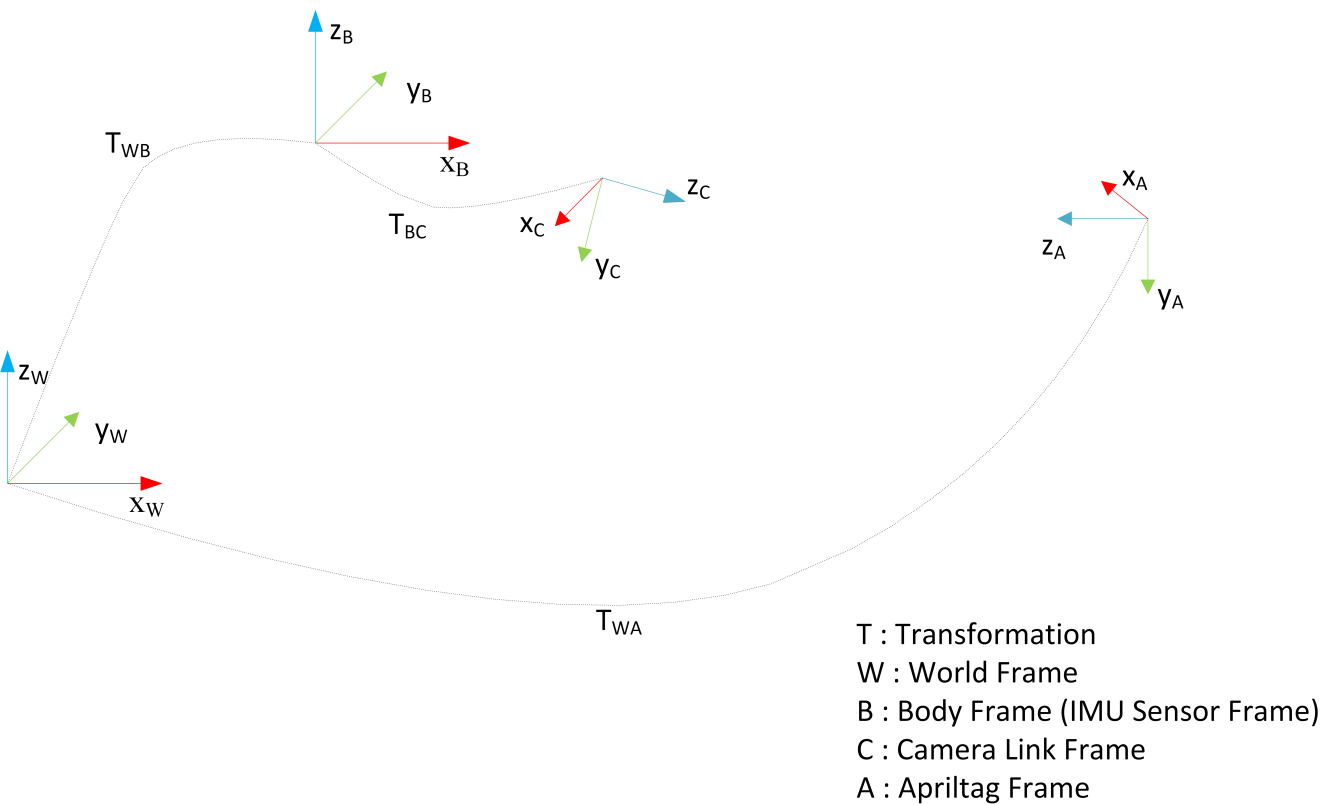 zB
yB
TWB
xB
zC
xA
TBC
xC
zA
yC
yA
zW
yW
xW
TWA
T : Transformation
W : World Frame
B : Body Frame (IMU Sensor Frame)
C : Camera Link Frame
A : Apriltag Frame